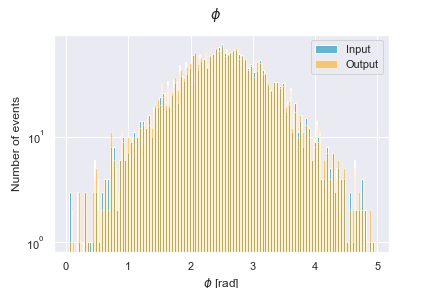 ϕ
Input
Output
Number of events
10¹
10⁰
0 1 2 3 4 5
ϕ [rad]